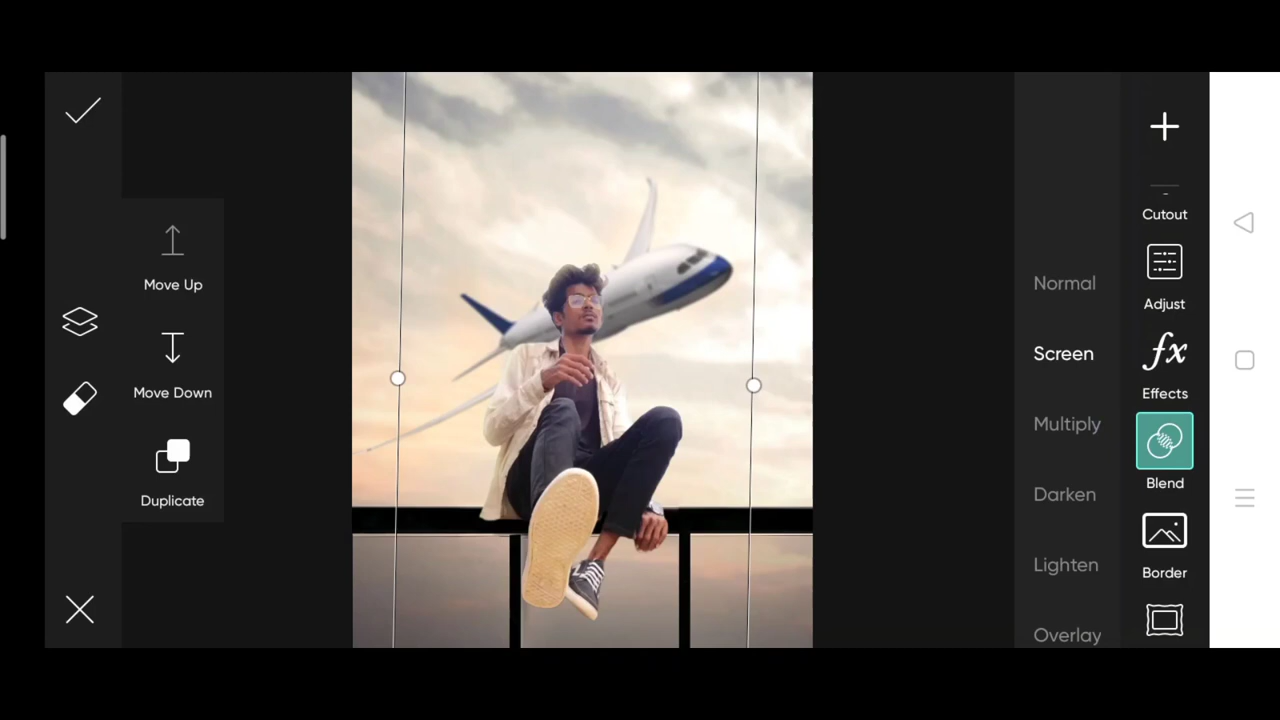 Move Up
Move Down
Duplicate
Normal
Screen
Multiply
Darken
Lighten
Overlay
Cutout
Adjust
fx
Effects
Blend
Border